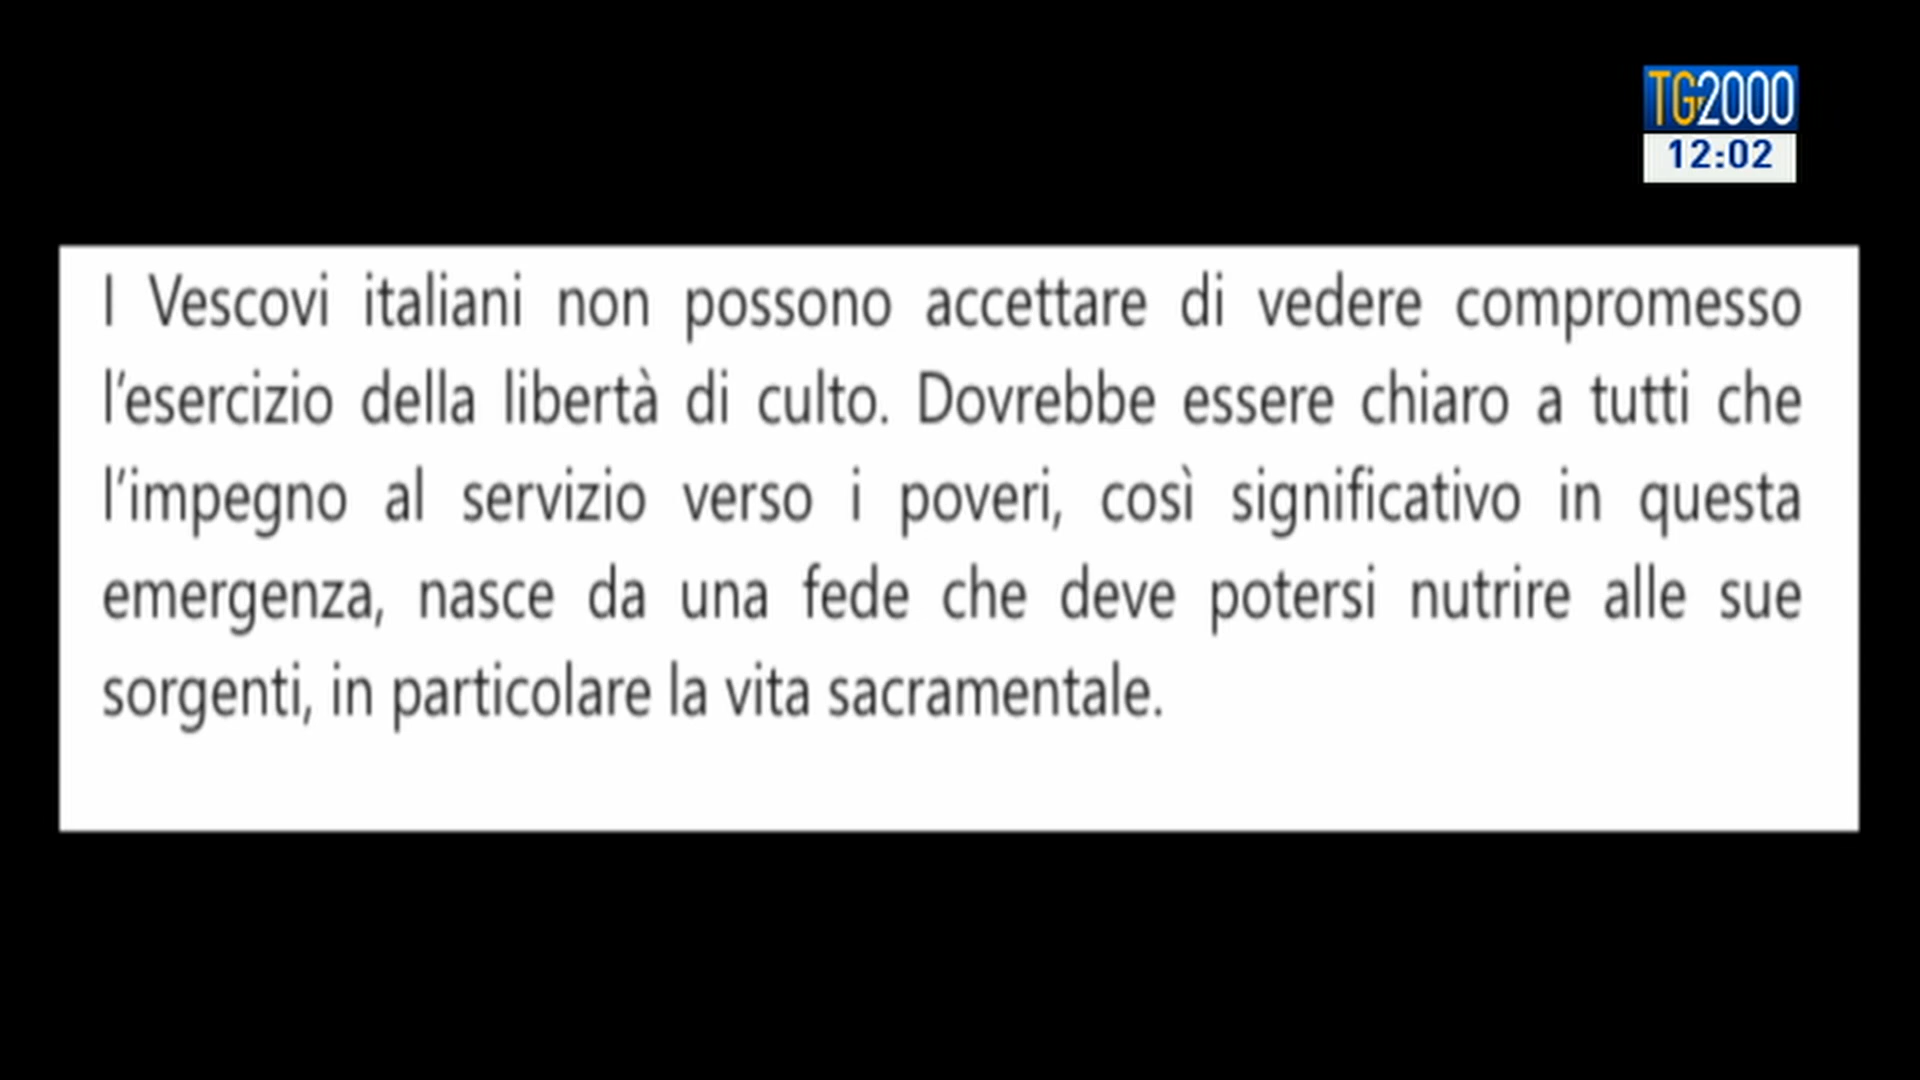 TG2000
12:02
I Vescovi italiani non possono accettare di vedere compromesso
l'esercizio della libertà di culto. Dovrebbe essere chiaro a tutti che
l'impegno al servizio verso i poveri, così significativo in questa
emergenza, nasce da una fede che deve potersi nutrire alle sue
sorgenti, in particolare la vita sacramentale.